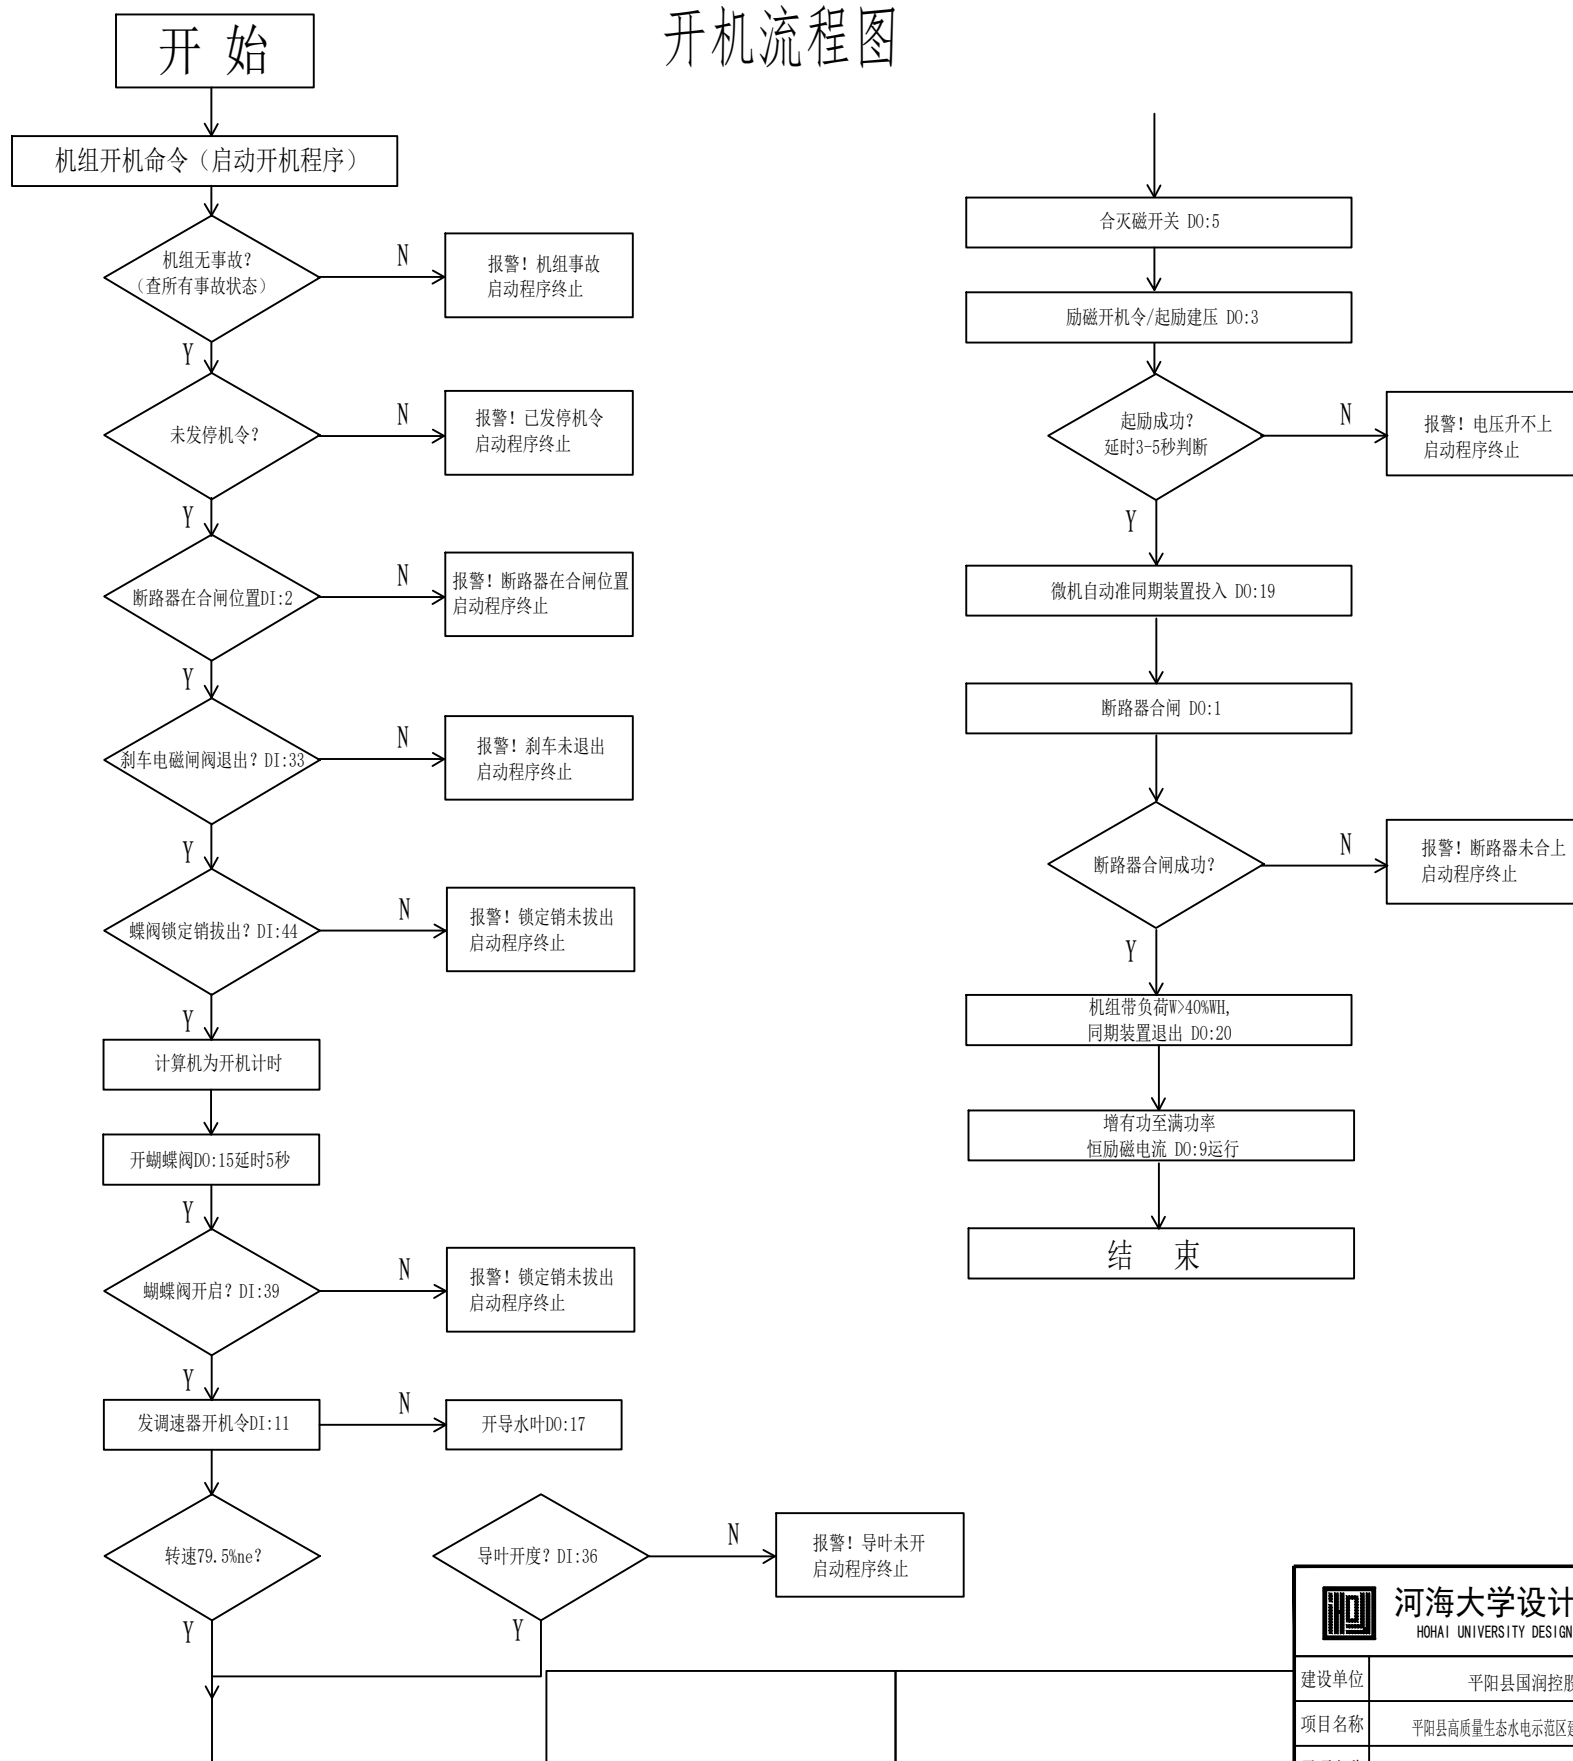 开机流程图
开 始
机组开机命令（启动开机程序）
机组无事故？
（查所有事故状态）
N
报警！机组事故
启动程序终止
Y
未发停机令？
N
报警！已发停机令
启动程序终止
Y
断路器在合闸位置DI:2
N
报警！断路器在合闸位置
启动程序终止
Y
刹车电磁闸阀退出？DI:33
N
报警！刹车未退出
启动程序终止
Y
蝶阀锁定销拔出？DI:44
N
报警！锁定销未拔出
启动程序终止
Y
计算机为开机计时
开蝴蝶阀DO:15延时5秒
Y
蝴蝶阀开启？DI:39
N
报警！锁定销未拔出
启动程序终止
Y
发调速器开机令DI:11
N
开导水叶DO:17
转速79.5%ne?
Y
导叶开度？DI:36
N
报警！导叶未开
启动程序终止
Y
合灭磁开关 DO:5
励磁开机令/起励建压 DO:3
起励成功？
延时3-5秒判断
N
报警！电压升不上
启动程序终止
Y
微机自动准同期装置投入 DO:19
断路器合闸 DO:1
断路器合闸成功？
N
报警！断路器未合上
启动程序终止
Y
机组带负荷W>40%WH,
同期装置退出 DO:20
增有功至满功率
恒励磁电流 DO:9运行
结 束
河海大学设计
HOHAI UNIVERSITY DESIGN
建设单位
平阳县国润控股
项目名称
平阳县高质量生态水电示范区建